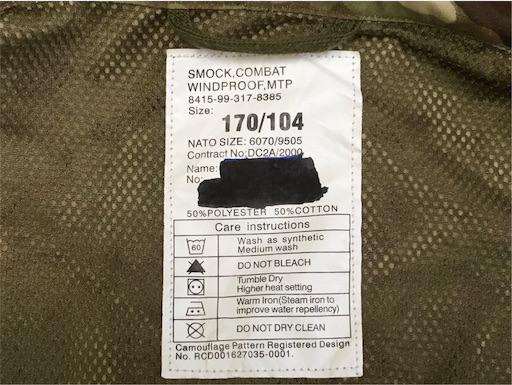 SMOCK,COMBAT
WINDPROOF,MTP
8415-99-317-8385
Size:
170/104
NATO SIZE: 6070/9505
Contract No:DC2A/2000
Name:
No:
50%POLYESTER 50%COTTON
Care instructions
60
Wash as synthetic
Medium wash
DO NOT BLEACH
Tumble Dry
Higher heat setting
Warm Iron(Steam iron to
improve water repellency)
DO NOT DRY CLEAN
Camouflage Pattern Registered Design
No. RCD001627035-0001.